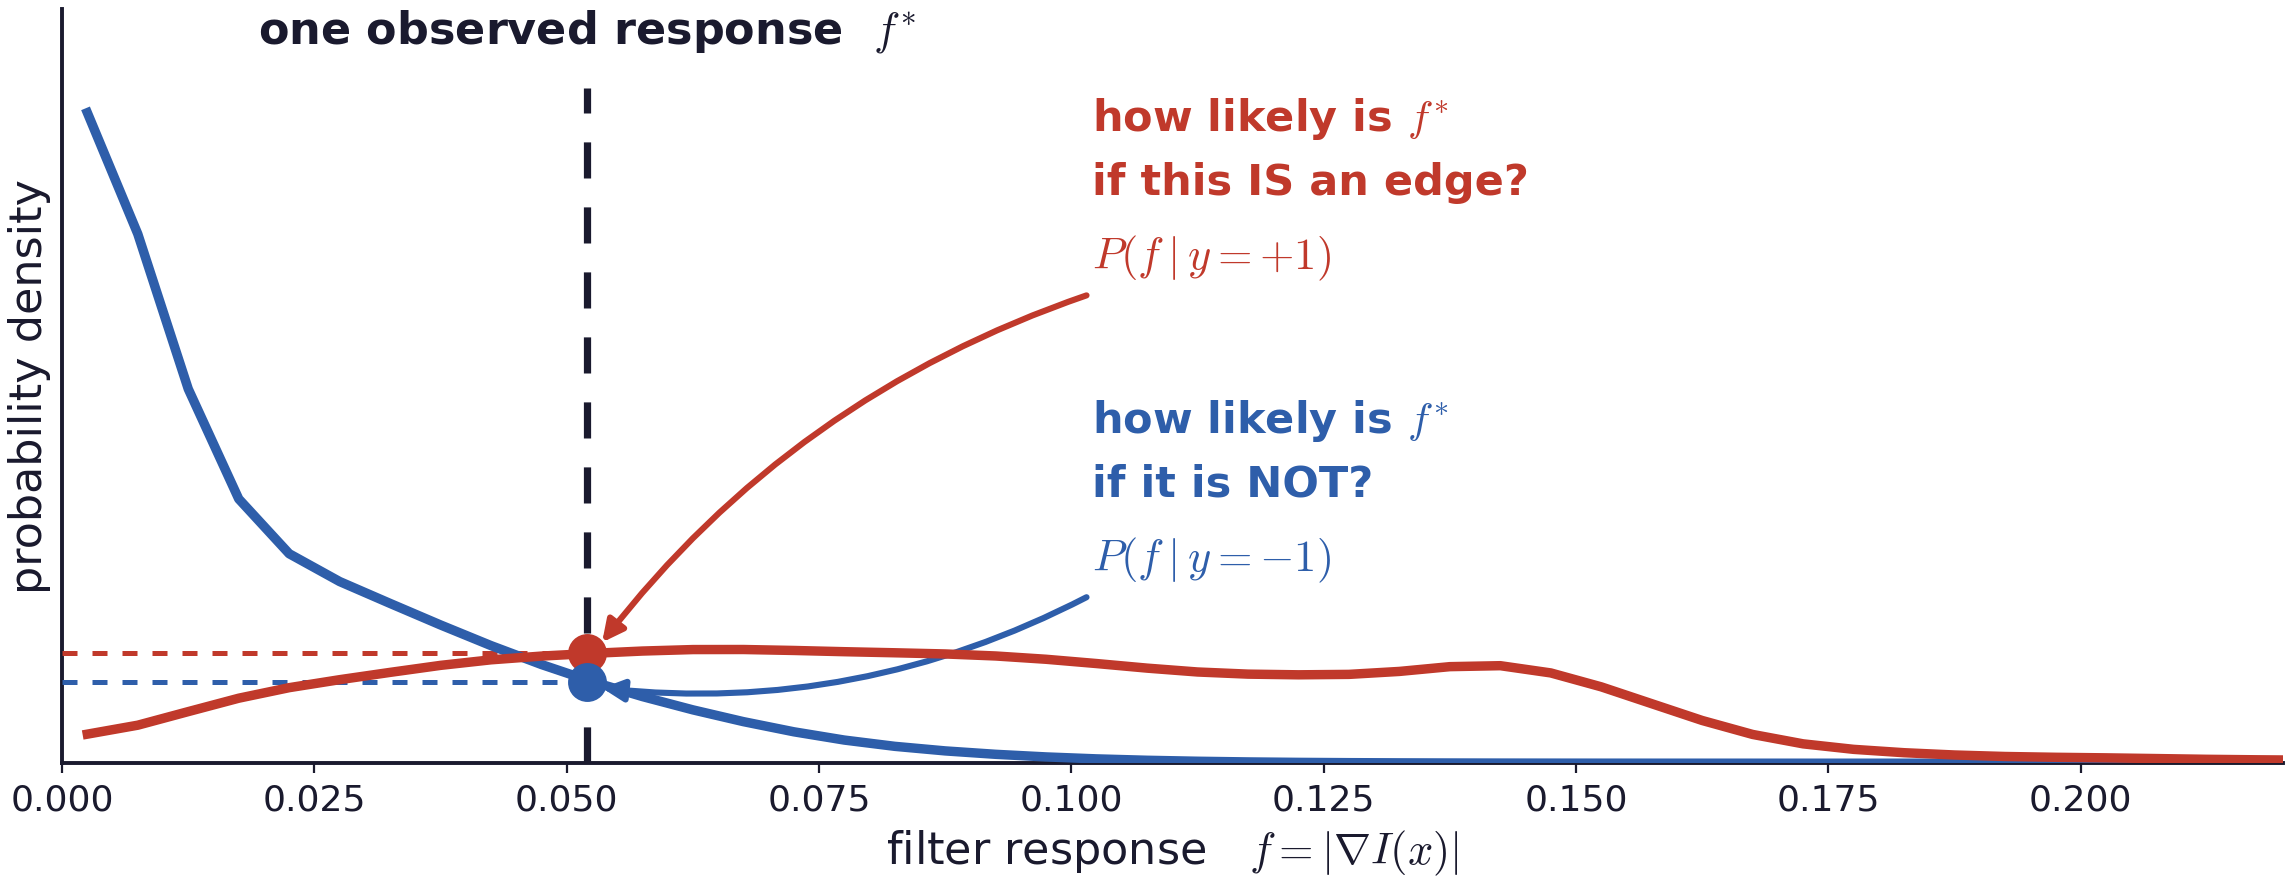 one observed response f*
how likely is f*
if this IS an edge?
P(f | y = +1)
how likely is f*
if it is NOT?
P(f | y = −1)
probability density
0.000 0.025 0.050 0.075 0.100 0.125 0.150 0.175 0.200
filter response f = |∇I(x)|